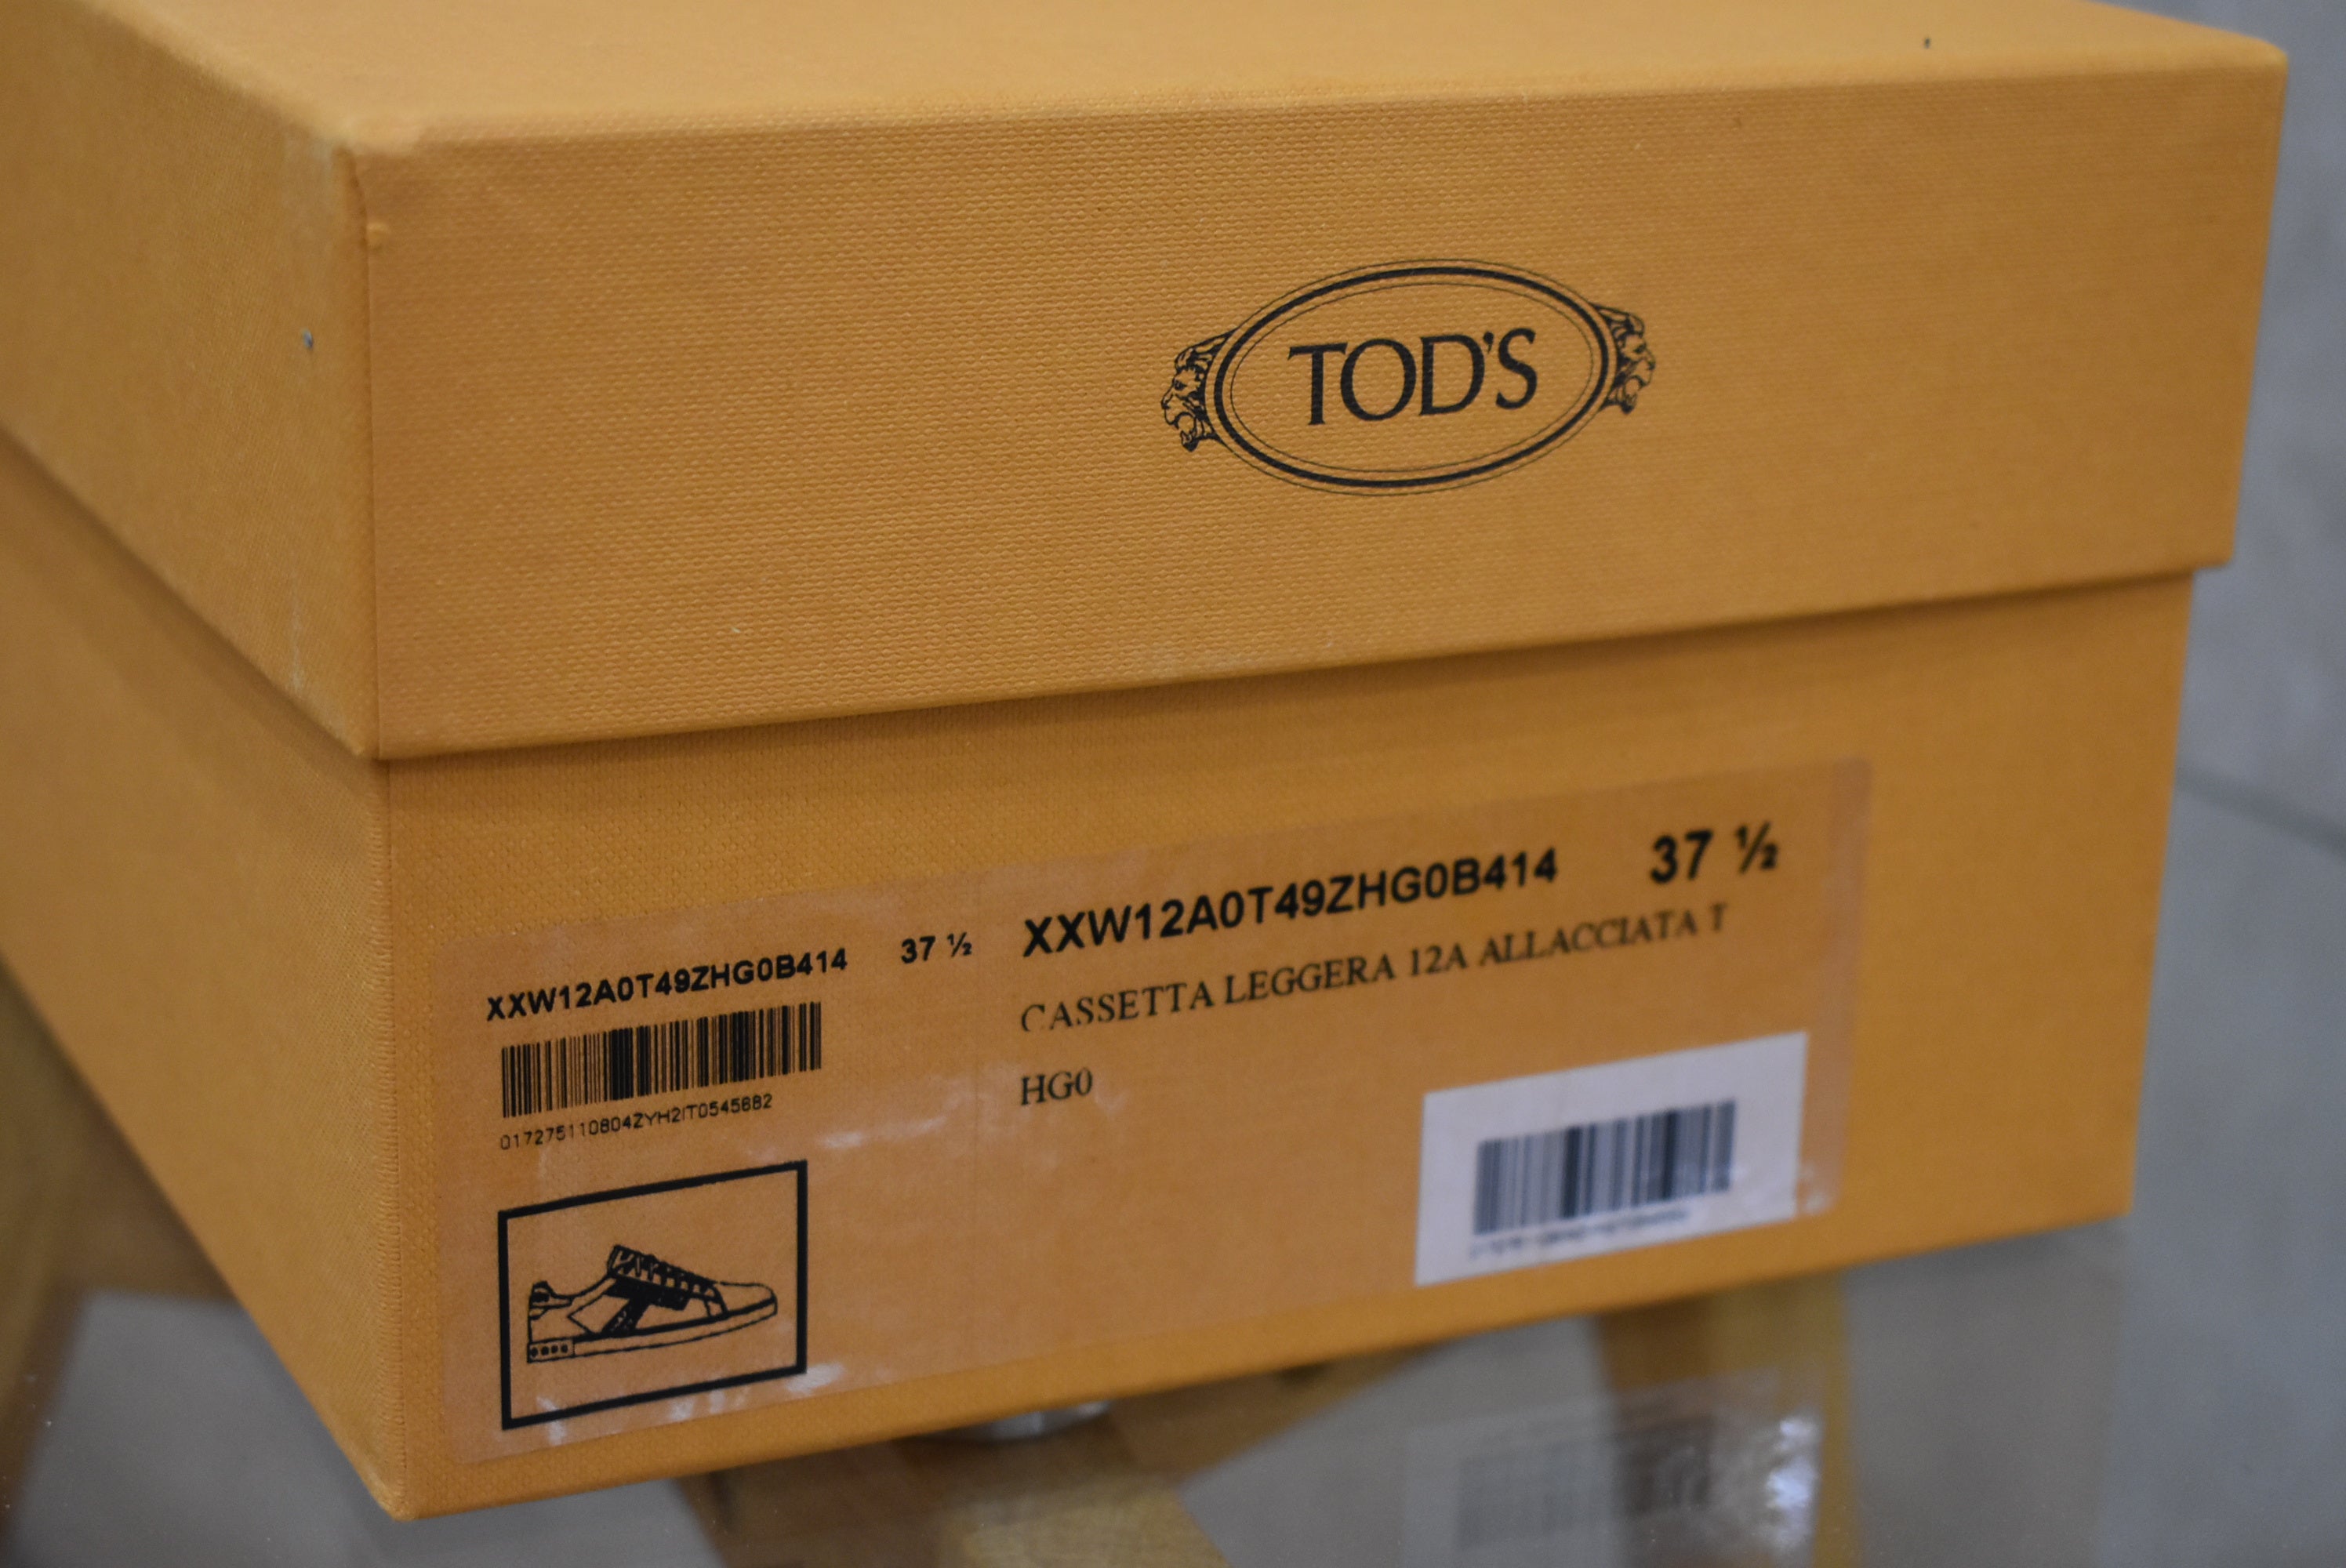 TOD'S
XXW12A0T49ZHG0B414 37 ½
017275110804ZYH2IT0545682
XXW12A0T49ZHG0B414 37 ½
CASSETTA LEGGERA 12A ALLACCIATA T
HG0